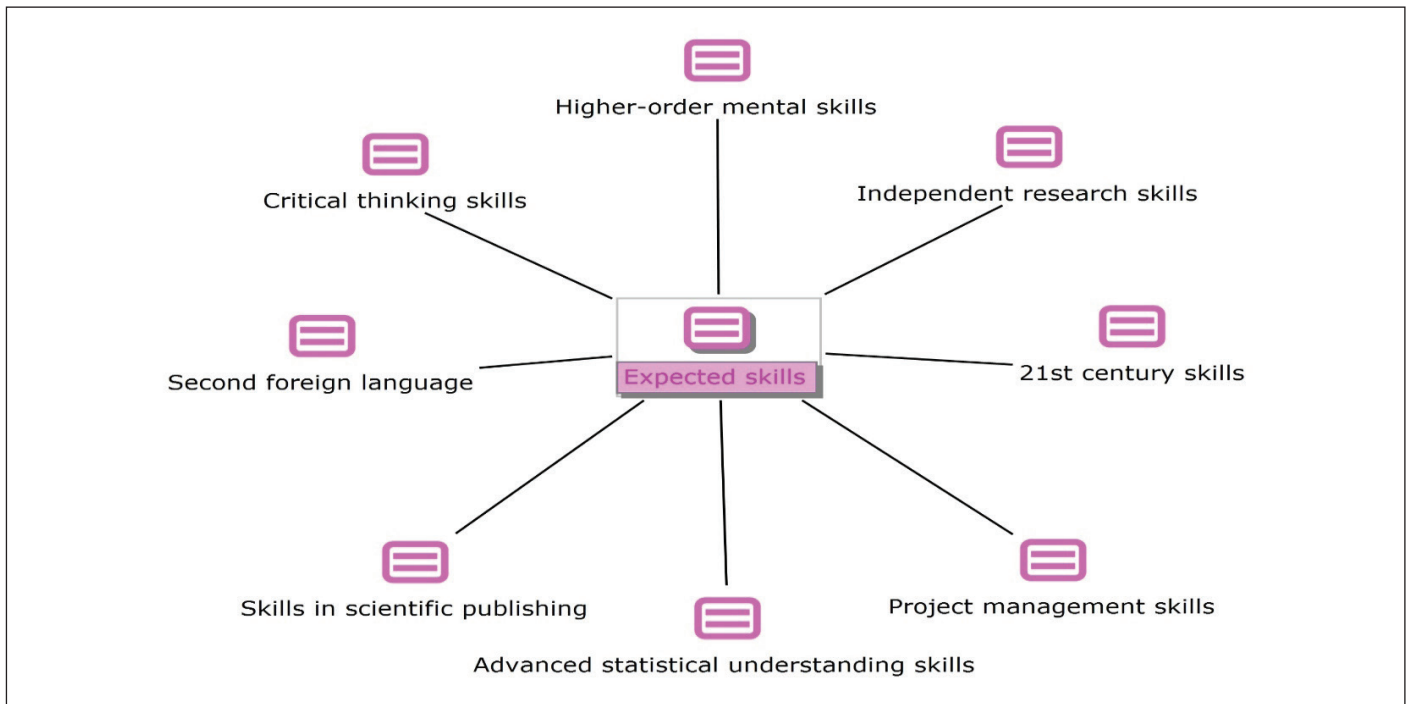 Higher-order mental skills
Critical thinking skills
Independent research skills
Second foreign language
Expected skills
21st century skills
Skills in scientific publishing
Project management skills
Advanced statistical understanding skills